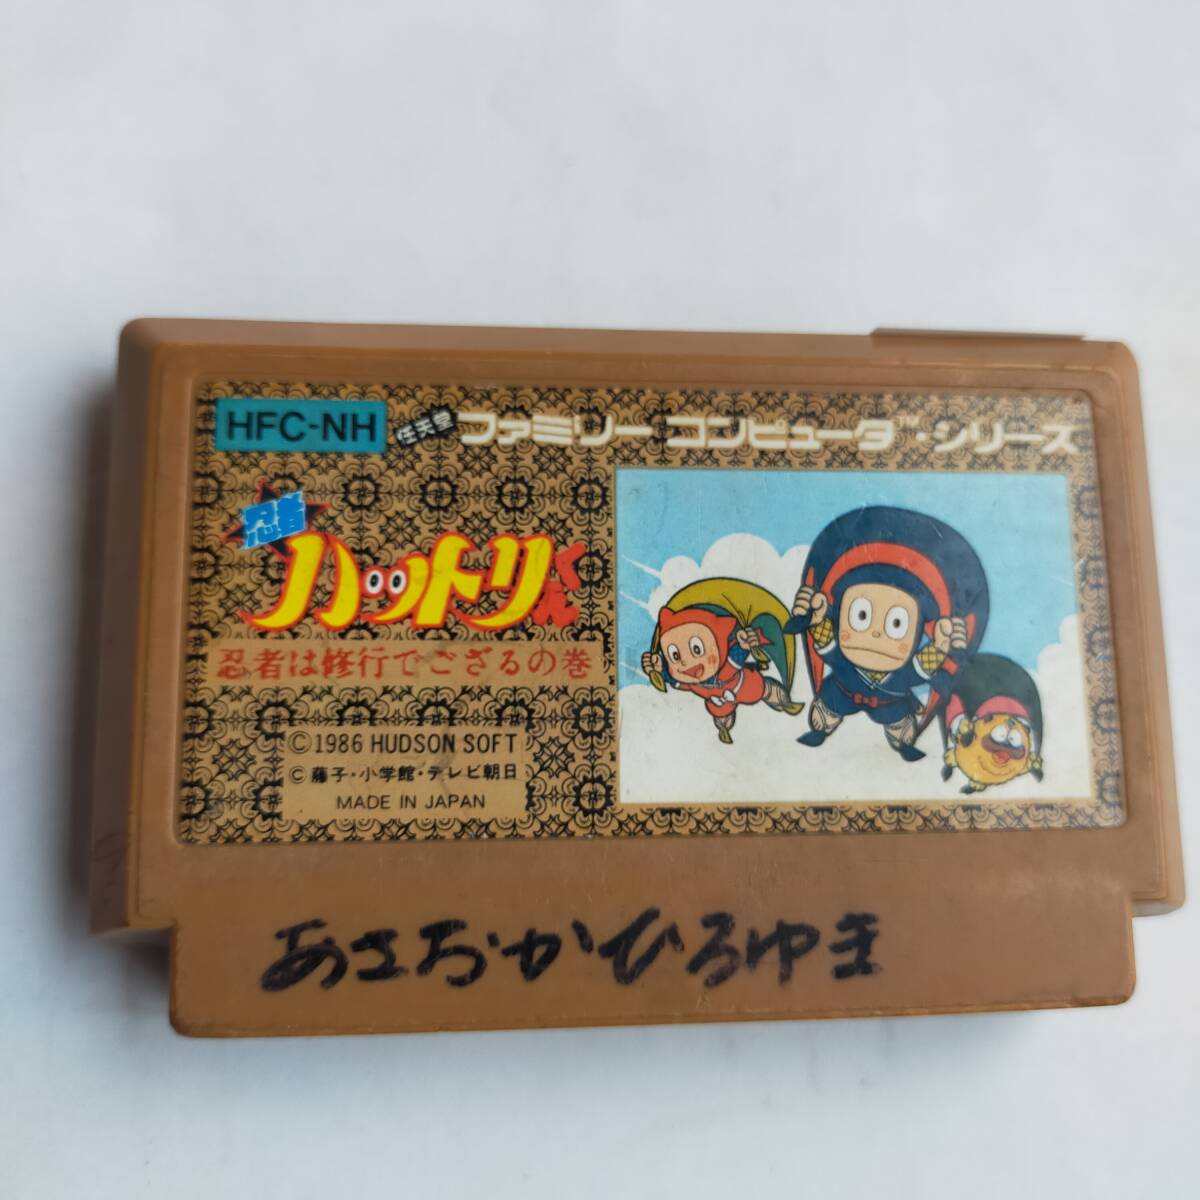 HFC-NH
任天堂 ファミリー コンピュータ™・シリーズ
忍者
ハットリくん
忍者は修行でござるの巻
©1986 HUDSON SOFT
©藤子・小学館・テレビ朝日
MADE IN JAPAN
あさおかひろゆき